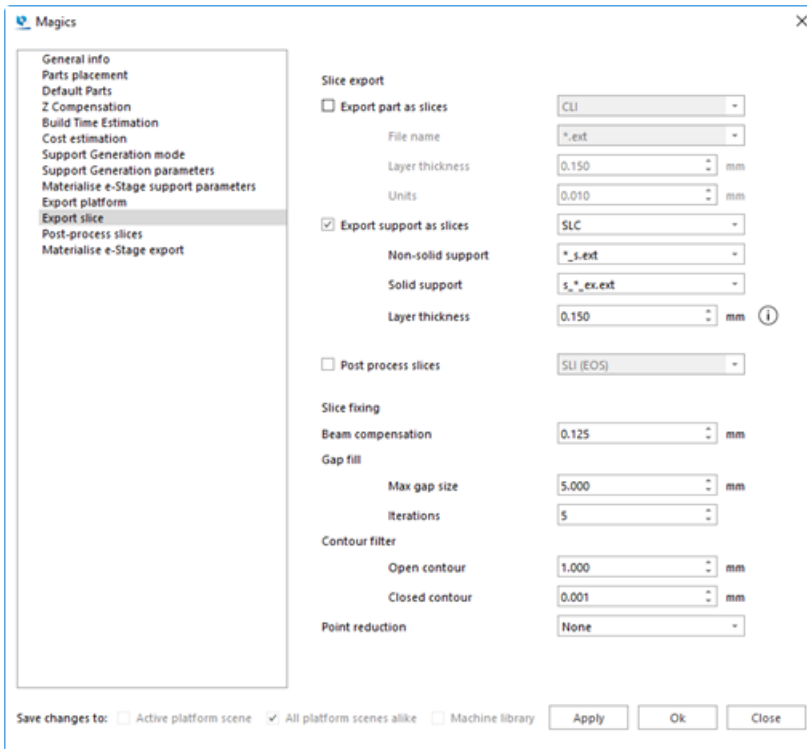 Magics
General info
Parts placement
Default Parts
Z Compensation
Build Time Estimation
Cost estimation
Support Generation mode
Support Generation parameters
Materialise e-Stage support parameters
Export platform
Export slice
Post-process slices
Materialise e-Stage export
Slice export
Export part as slices CLI
File name *.ext
Layer thickness 0.150 mm
Units 0.010 mm
Export support as slices SLC
Non-solid support *_s.ext
Solid support s_*_ex.ext
Layer thickness 0.150 mm
Post process slices SLI (EOS)
Slice fixing
Beam compensation 0.125 mm
Gap fill
Max gap size 5.000 mm
Iterations 5
Contour filter
Open contour 1.000 mm
Closed contour 0.001 mm
Point reduction None
Save changes to: Active platform scene All platform scenes alike Machine library Apply Ok Close